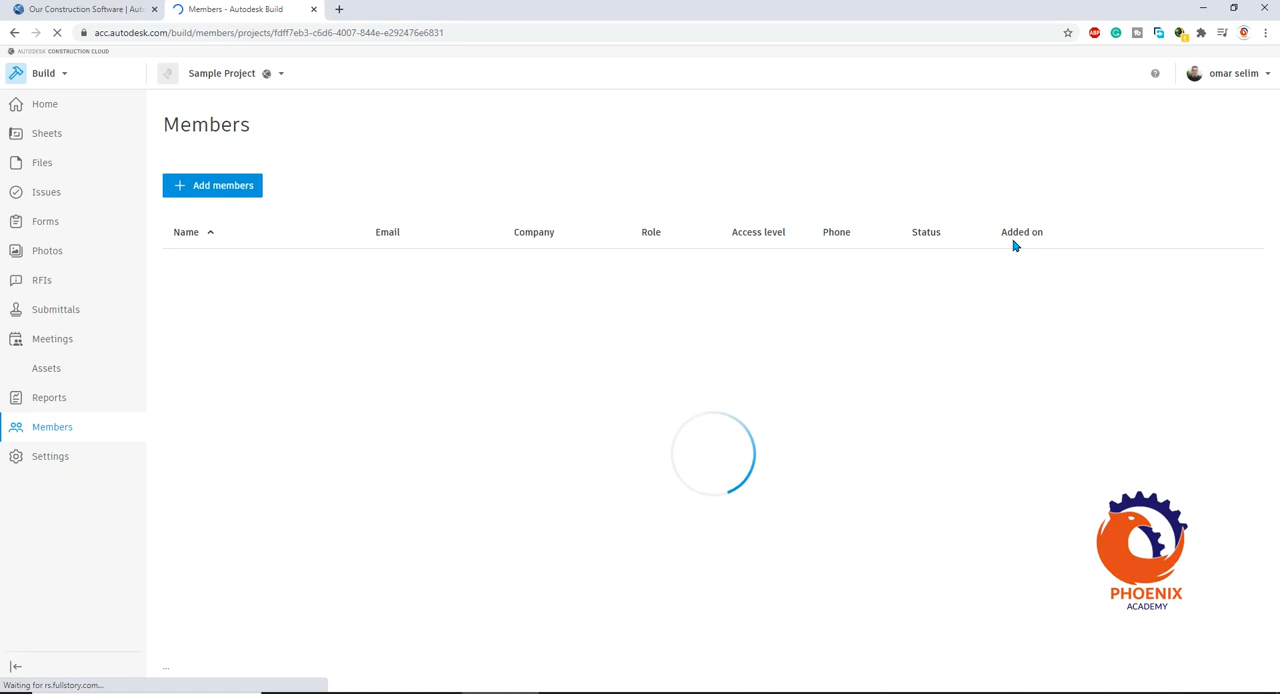 Our Construction Software | Auto
Members - Autodesk Build
acc.autodesk.com/build/members/projects/fdff7eb3-c6d6-4007-844e-e292476e6831
ABP
AUTODESK CONSTRUCTION CLOUD
Build
Sample Project
omar selim
Home
Sheets
Files
Issues
Forms
Photos
RFIs
Submittals
Meetings
Assets
Reports
Members
Settings
Members
+ Add members
Name Email Company Role Access level Phone Status Added on
PHOENIX
ACADEMY
...
Waiting for rs.fullstory.com...